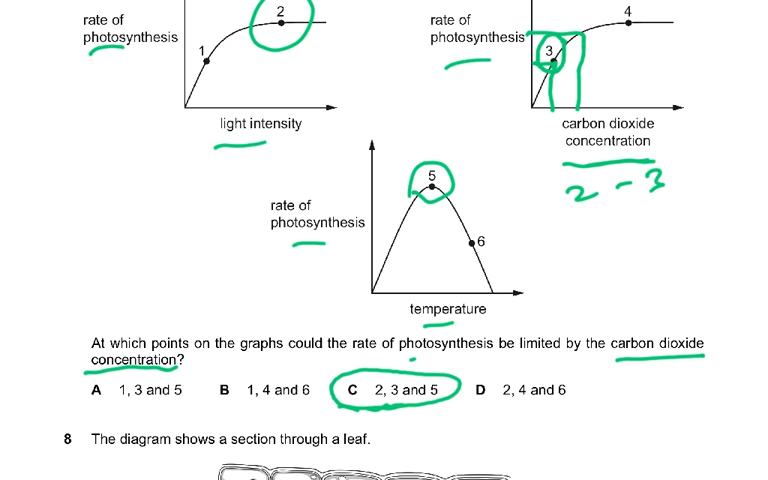 rate of
photosynthesis
1
2
light intensity
rate of
photosynthesis
3
4
carbon dioxide
concentration
2 - 3
rate of
photosynthesis
5
6
temperature
At which points on the graphs could the rate of photosynthesis be limited by the carbon dioxide
concentration?
A 1, 3 and 5 B 1, 4 and 6 C 2, 3 and 5 D 2, 4 and 6
8 The diagram shows a section through a leaf.